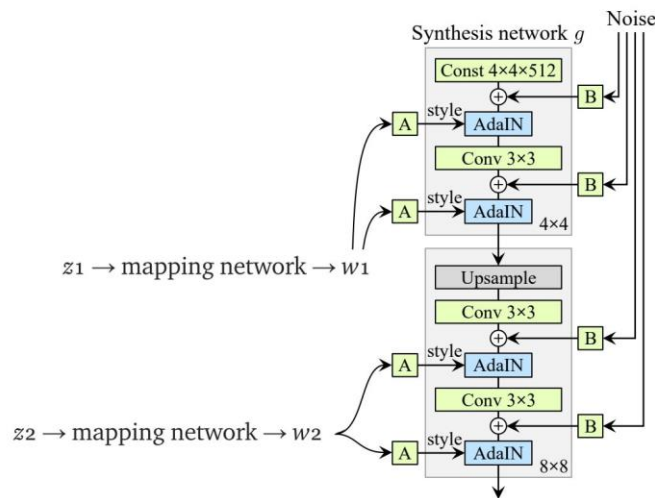 Noise
Synthesis network g
Const 4×4×512
B
style
A
AdaIN
Conv 3×3
B
style
A
AdaIN
4×4
z1 → mapping network → w1
Upsample
Conv 3×3
B
style
A
AdaIN
Conv 3×3
z2 → mapping network → w2
B
style
A
AdaIN
8×8